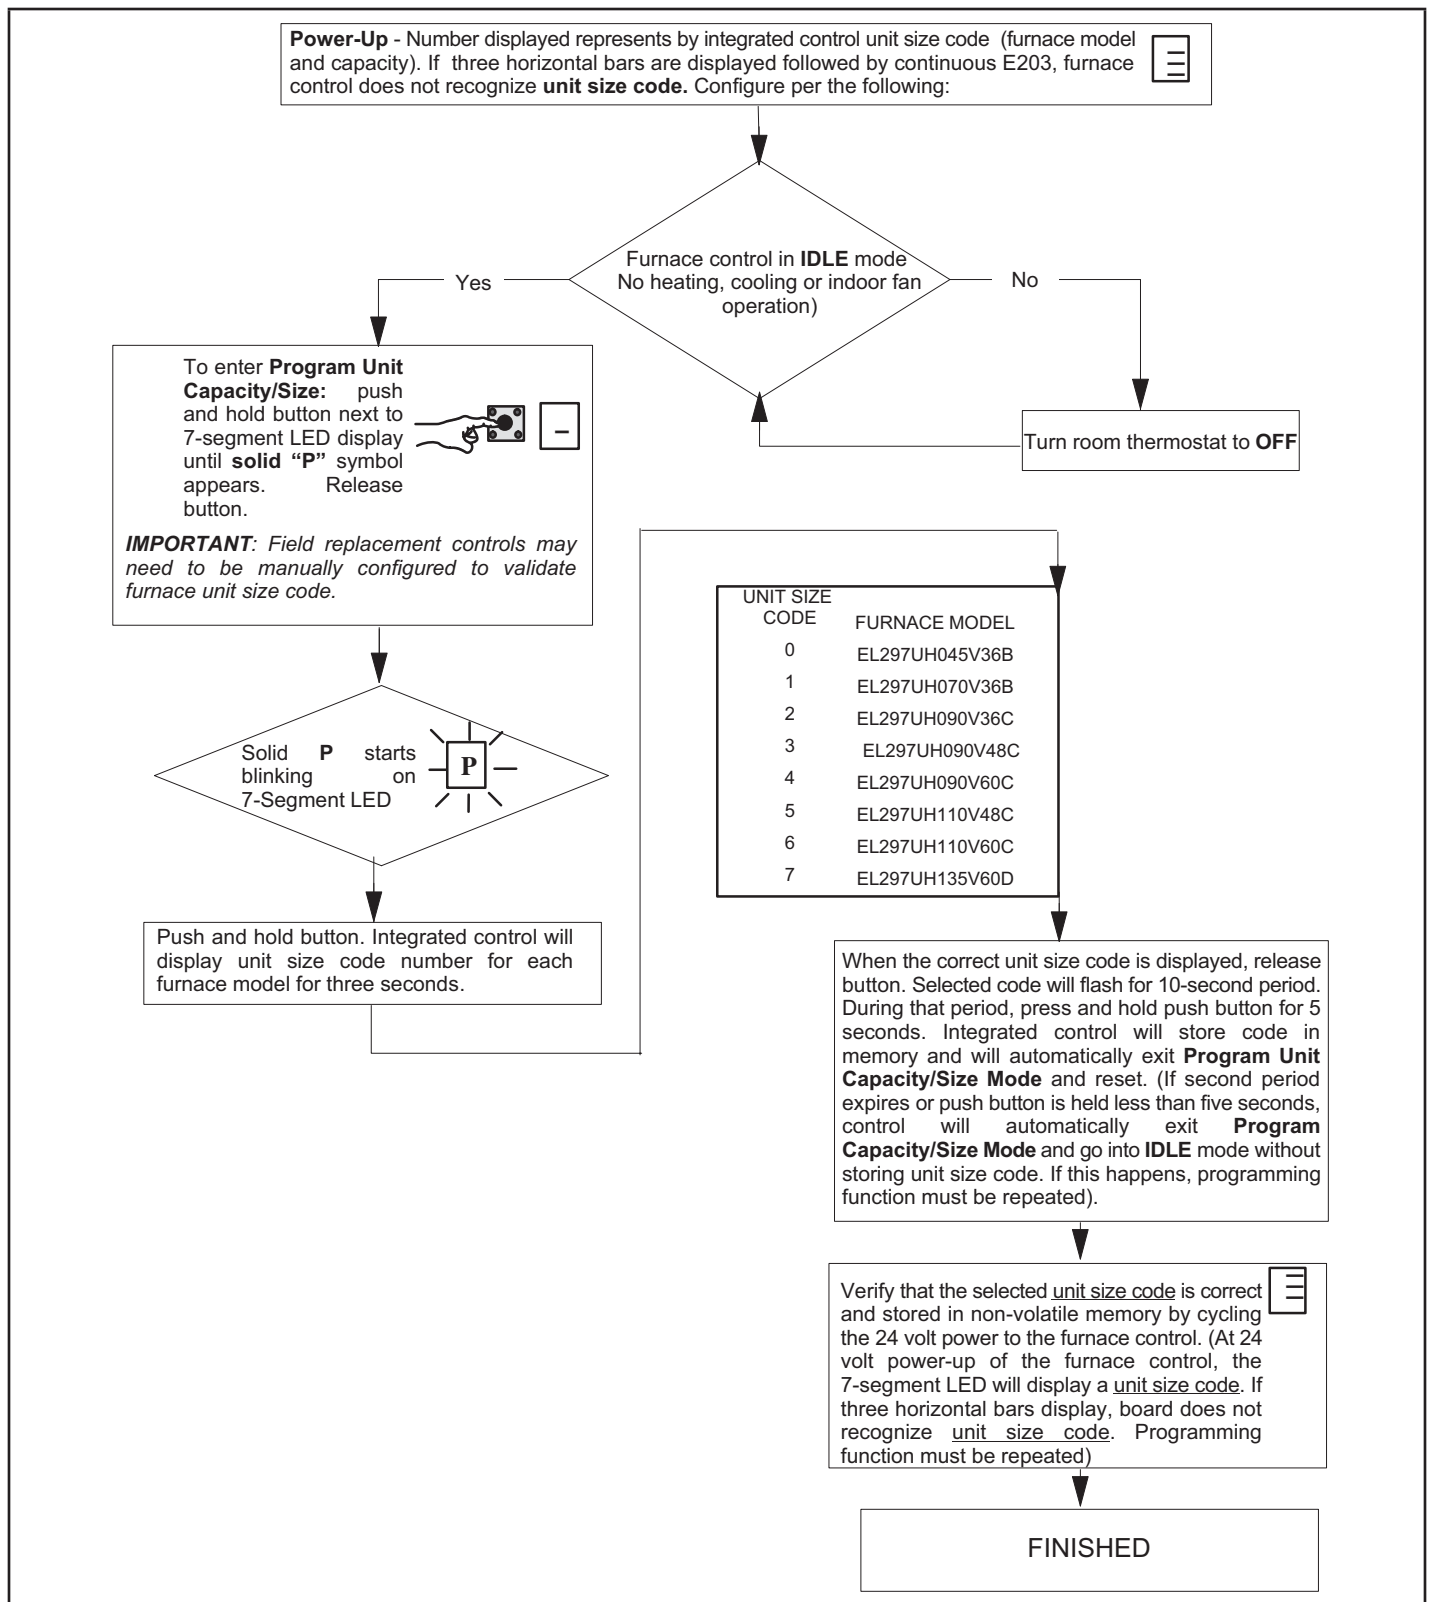 Power-Up - Number displayed represents by integrated control unit size code (furnace model
and capacity). If three horizontal bars are displayed followed by continuous E203, furnace
control does not recognize unit size code. Configure per the following:
Furnace control in IDLE mode
No heating, cooling or indoor fan
operation)
Yes
No
Turn room thermostat to OFF
To enter Program Unit
Capacity/Size: push
and hold button next to
7-segment LED display
until solid “P” symbol
appears. Release
button.
IMPORTANT: Field replacement controls may
need to be manually configured to validate
furnace unit size code.
Solid P starts
blinking on
7-Segment LED
P
Push and hold button. Integrated control will
display unit size code number for each
furnace model for three seconds.
UNIT SIZE
CODE FURNACE MODEL
0 EL297UH045V36B
1 EL297UH070V36B
2 EL297UH090V36C
3 EL297UH090V48C
4 EL297UH090V60C
5 EL297UH110V48C
6 EL297UH110V60C
7 EL297UH135V60D
When the correct unit size code is displayed, release
button. Selected code will flash for 10-second period.
During that period, press and hold push button for 5
seconds. Integrated control will store code in
memory and will automatically exit Program Unit
Capacity/Size Mode and reset. (If second period
expires or push button is held less than five seconds,
control will automatically exit Program
Capacity/Size Mode and go into IDLE mode without
storing unit size code. If this happens, programming
function must be repeated).
Verify that the selected unit size code is correct
and stored in non-volatile memory by cycling
the 24 volt power to the furnace control. (At 24
volt power-up of the furnace control, the
7-segment LED will display a unit size code. If
three horizontal bars display, board does not
recognize unit size code. Programming
function must be repeated)
FINISHED